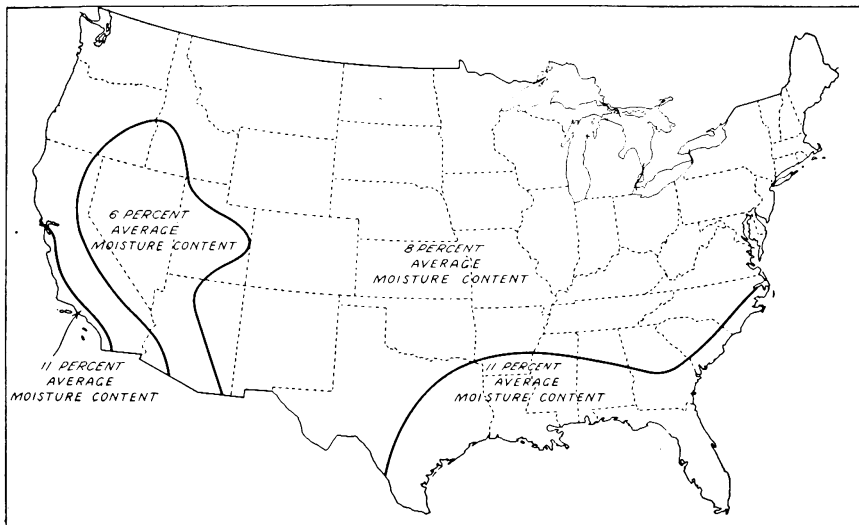 6 PERCENT
AVERAGE
MOISTURE CONTENT
8 PERCENT
AVERAGE
MOISTURE CONTENT
11 PERCENT
AVERAGE
MOISTURE CONTENT
11 PERCENT
AVERAGE
MOISTURE CONTENT